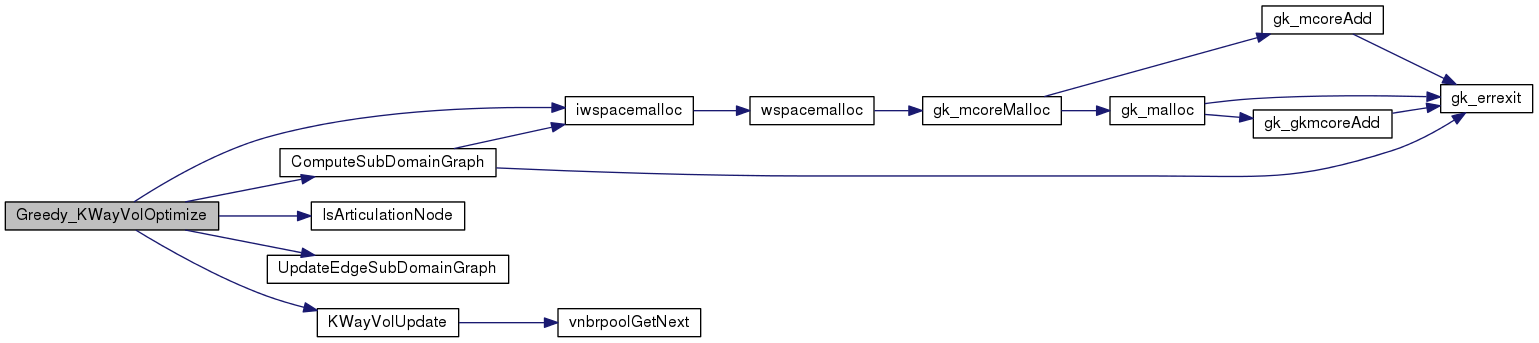 gk_mcoreAdd
gk_errexit
iwspacemalloc
wspacemalloc
gk_mcoreMalloc
gk_malloc
gk_gkmcoreAdd
ComputeSubDomainGraph
Greedy_KWayVolOptimize
IsArticulationNode
UpdateEdgeSubDomainGraph
KWayVolUpdate
vnbrpoolGetNext